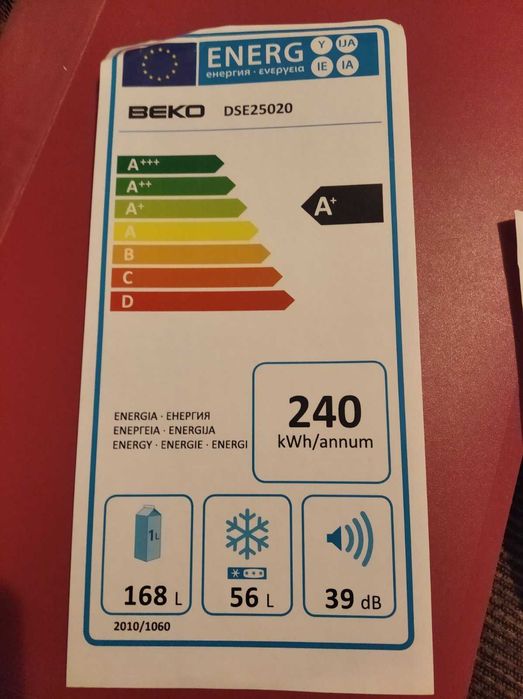 ENERG
Y IJA
енергия · ενεργεια
IE IA
BEKO DSE25020
A+++
A++
A+
A+
A
B
C
D
240
kWh/annum
ENERGIA · ЕНЕРГИЯ
ΕΝΕΡΓΕΙΑ · ENERGIJA
ENERGY · ENERGIE · ENERGI
1L
168 L
56 L
39 dB
2010/1060